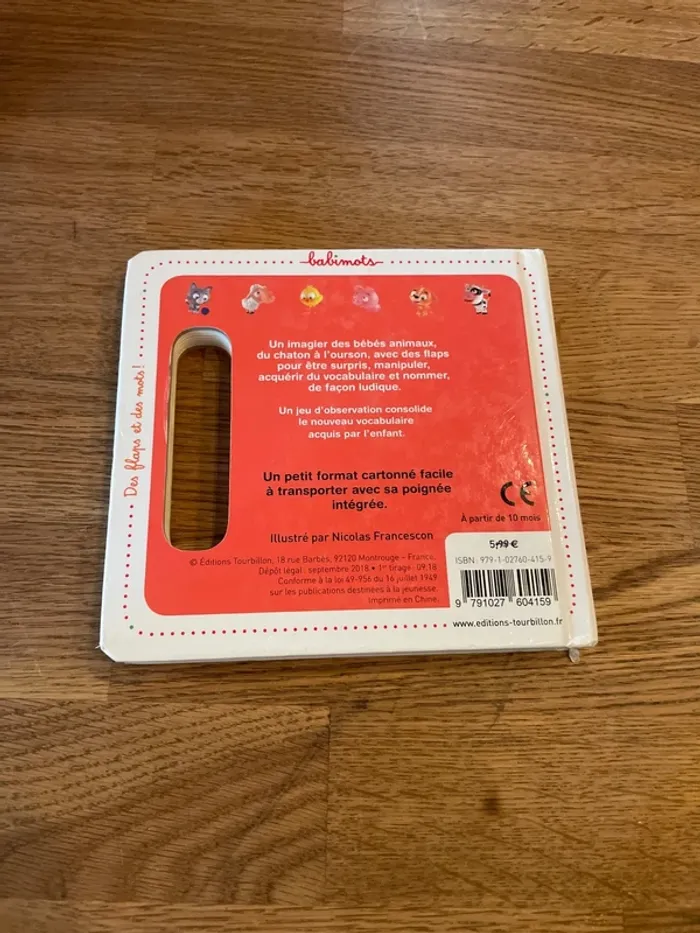 babimots
Des flaps et des mots!
Un imagier des bébés animaux,
du chaton à l'ourson, avec des flaps
pour être surpris, manipuler,
acquérir du vocabulaire et nommer,
de façon ludique.
Un jeu d'observation consolide
le nouveau vocabulaire
acquis par l'enfant.
Un petit format cartonné facile
à transporter avec sa poignée
intégrée.
CE
À partir de 10 mois
Illustré par Nicolas Francescon
© Éditions Tourbillon, 18 rue Barbès, 92120 Montrouge – France.
Dépôt légal : septembre 2018 • 1er tirage : 09.18
Conforme à la loi 49-956 du 16 juillet 1949
sur les publications destinées à la jeunesse.
Imprimé en Chine.
5,99 €
ISBN : 979-1-02760-415-9
9 791027 604159
www.editions-tourbillon.fr